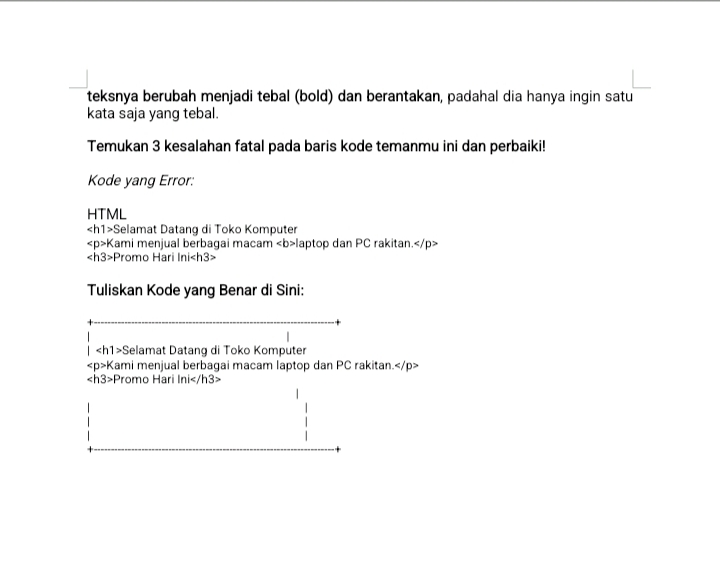 teksnya berubah menjadi tebal (bold) dan berantakan, padahal dia hanya ingin satu
kata saja yang tebal.
Temukan 3 kesalahan fatal pada baris kode temanmu ini dan perbaiki!
Kode yang Error:
HTML
<h1>Selamat Datang di Toko Komputer
<p>Kami menjual berbagai macam <b>laptop dan PC rakitan.</p>
<h3>Promo Hari Ini<h3>
Tuliskan Kode yang Benar di Sini:
+----------------------------------------------------------------------+
| |
| <h1>Selamat Datang di Toko Komputer
<p>Kami menjual berbagai macam laptop dan PC rakitan.</p>
<h3>Promo Hari Ini</h3>
|
| |
| |
| |
+----------------------------------------------------------------------+